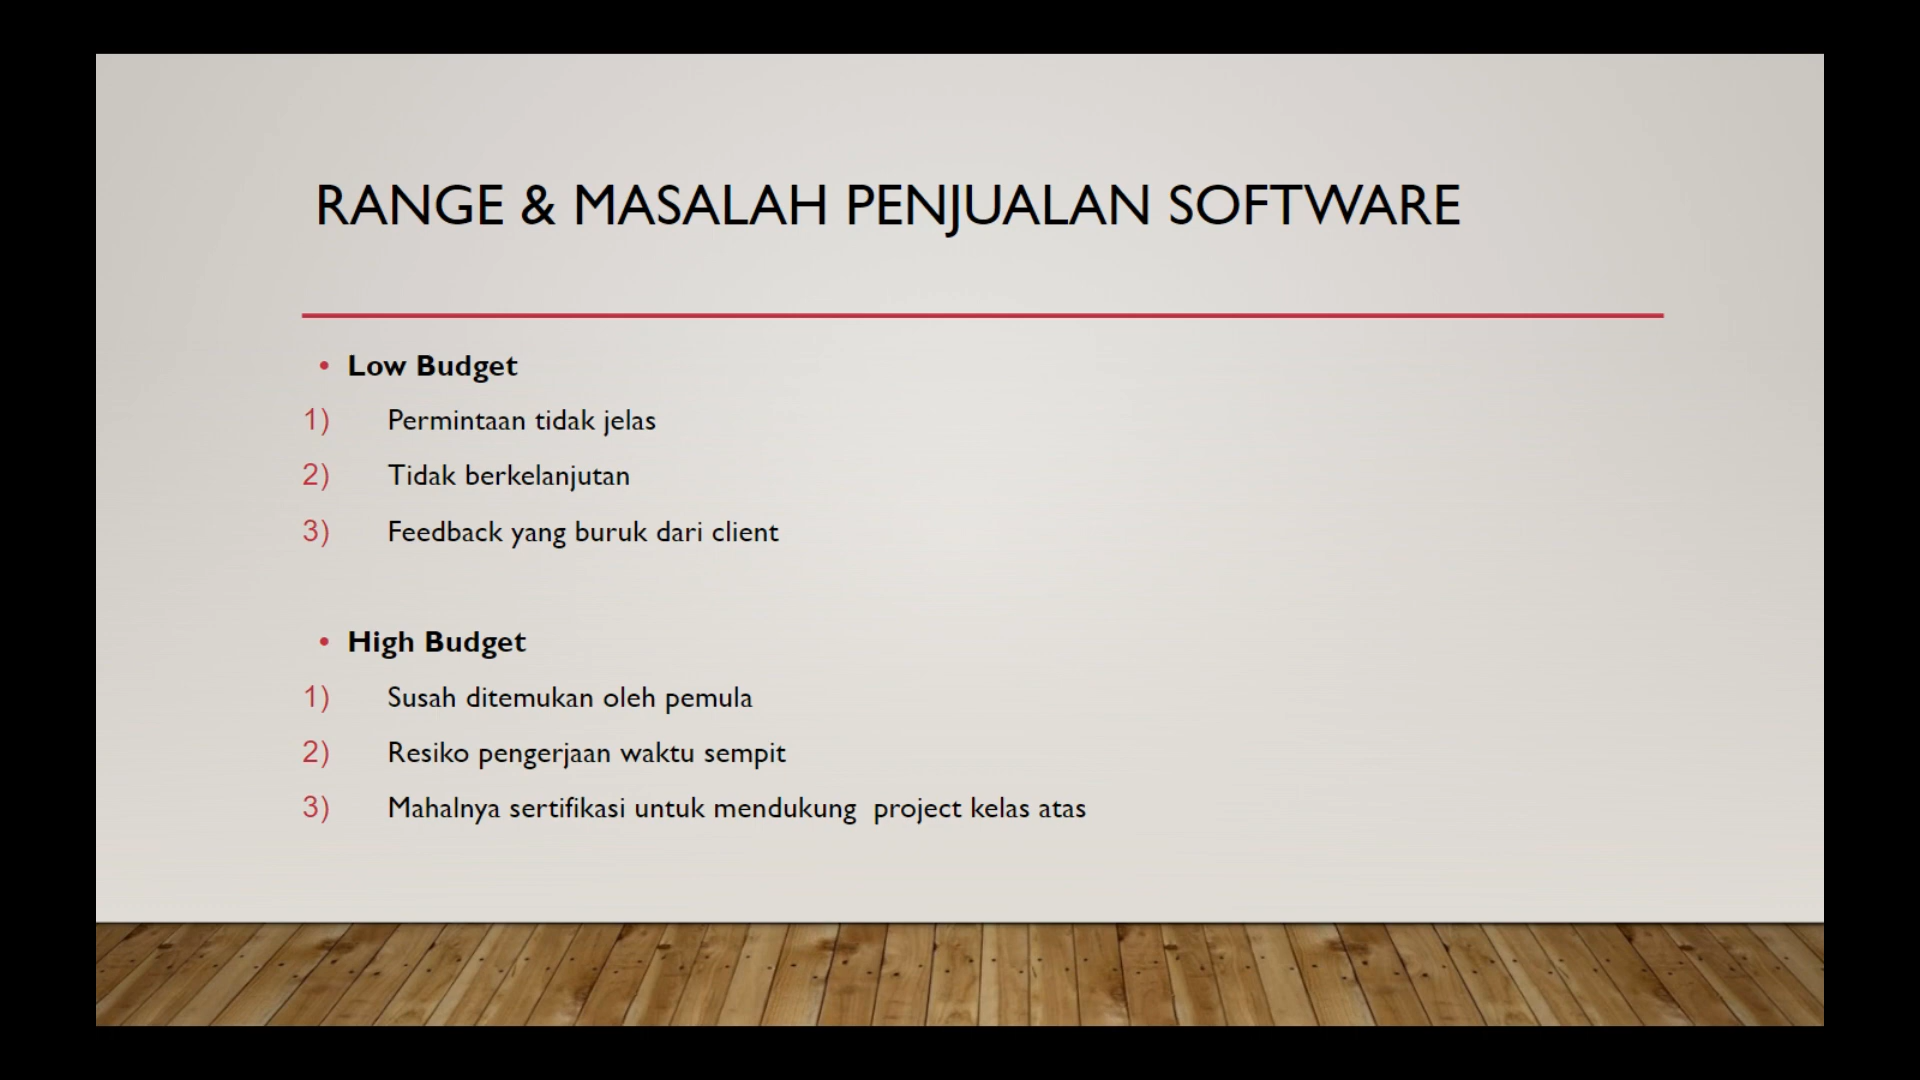 RANGE & MASALAH PENJUALAN SOFTWARE
• Low Budget
1) Permintaan tidak jelas
2) Tidak berkelanjutan
3) Feedback yang buruk dari client
• High Budget
1) Susah ditemukan oleh pemula
2) Resiko pengerjaan waktu sempit
3) Mahalnya sertifikasi untuk mendukung  project kelas atas